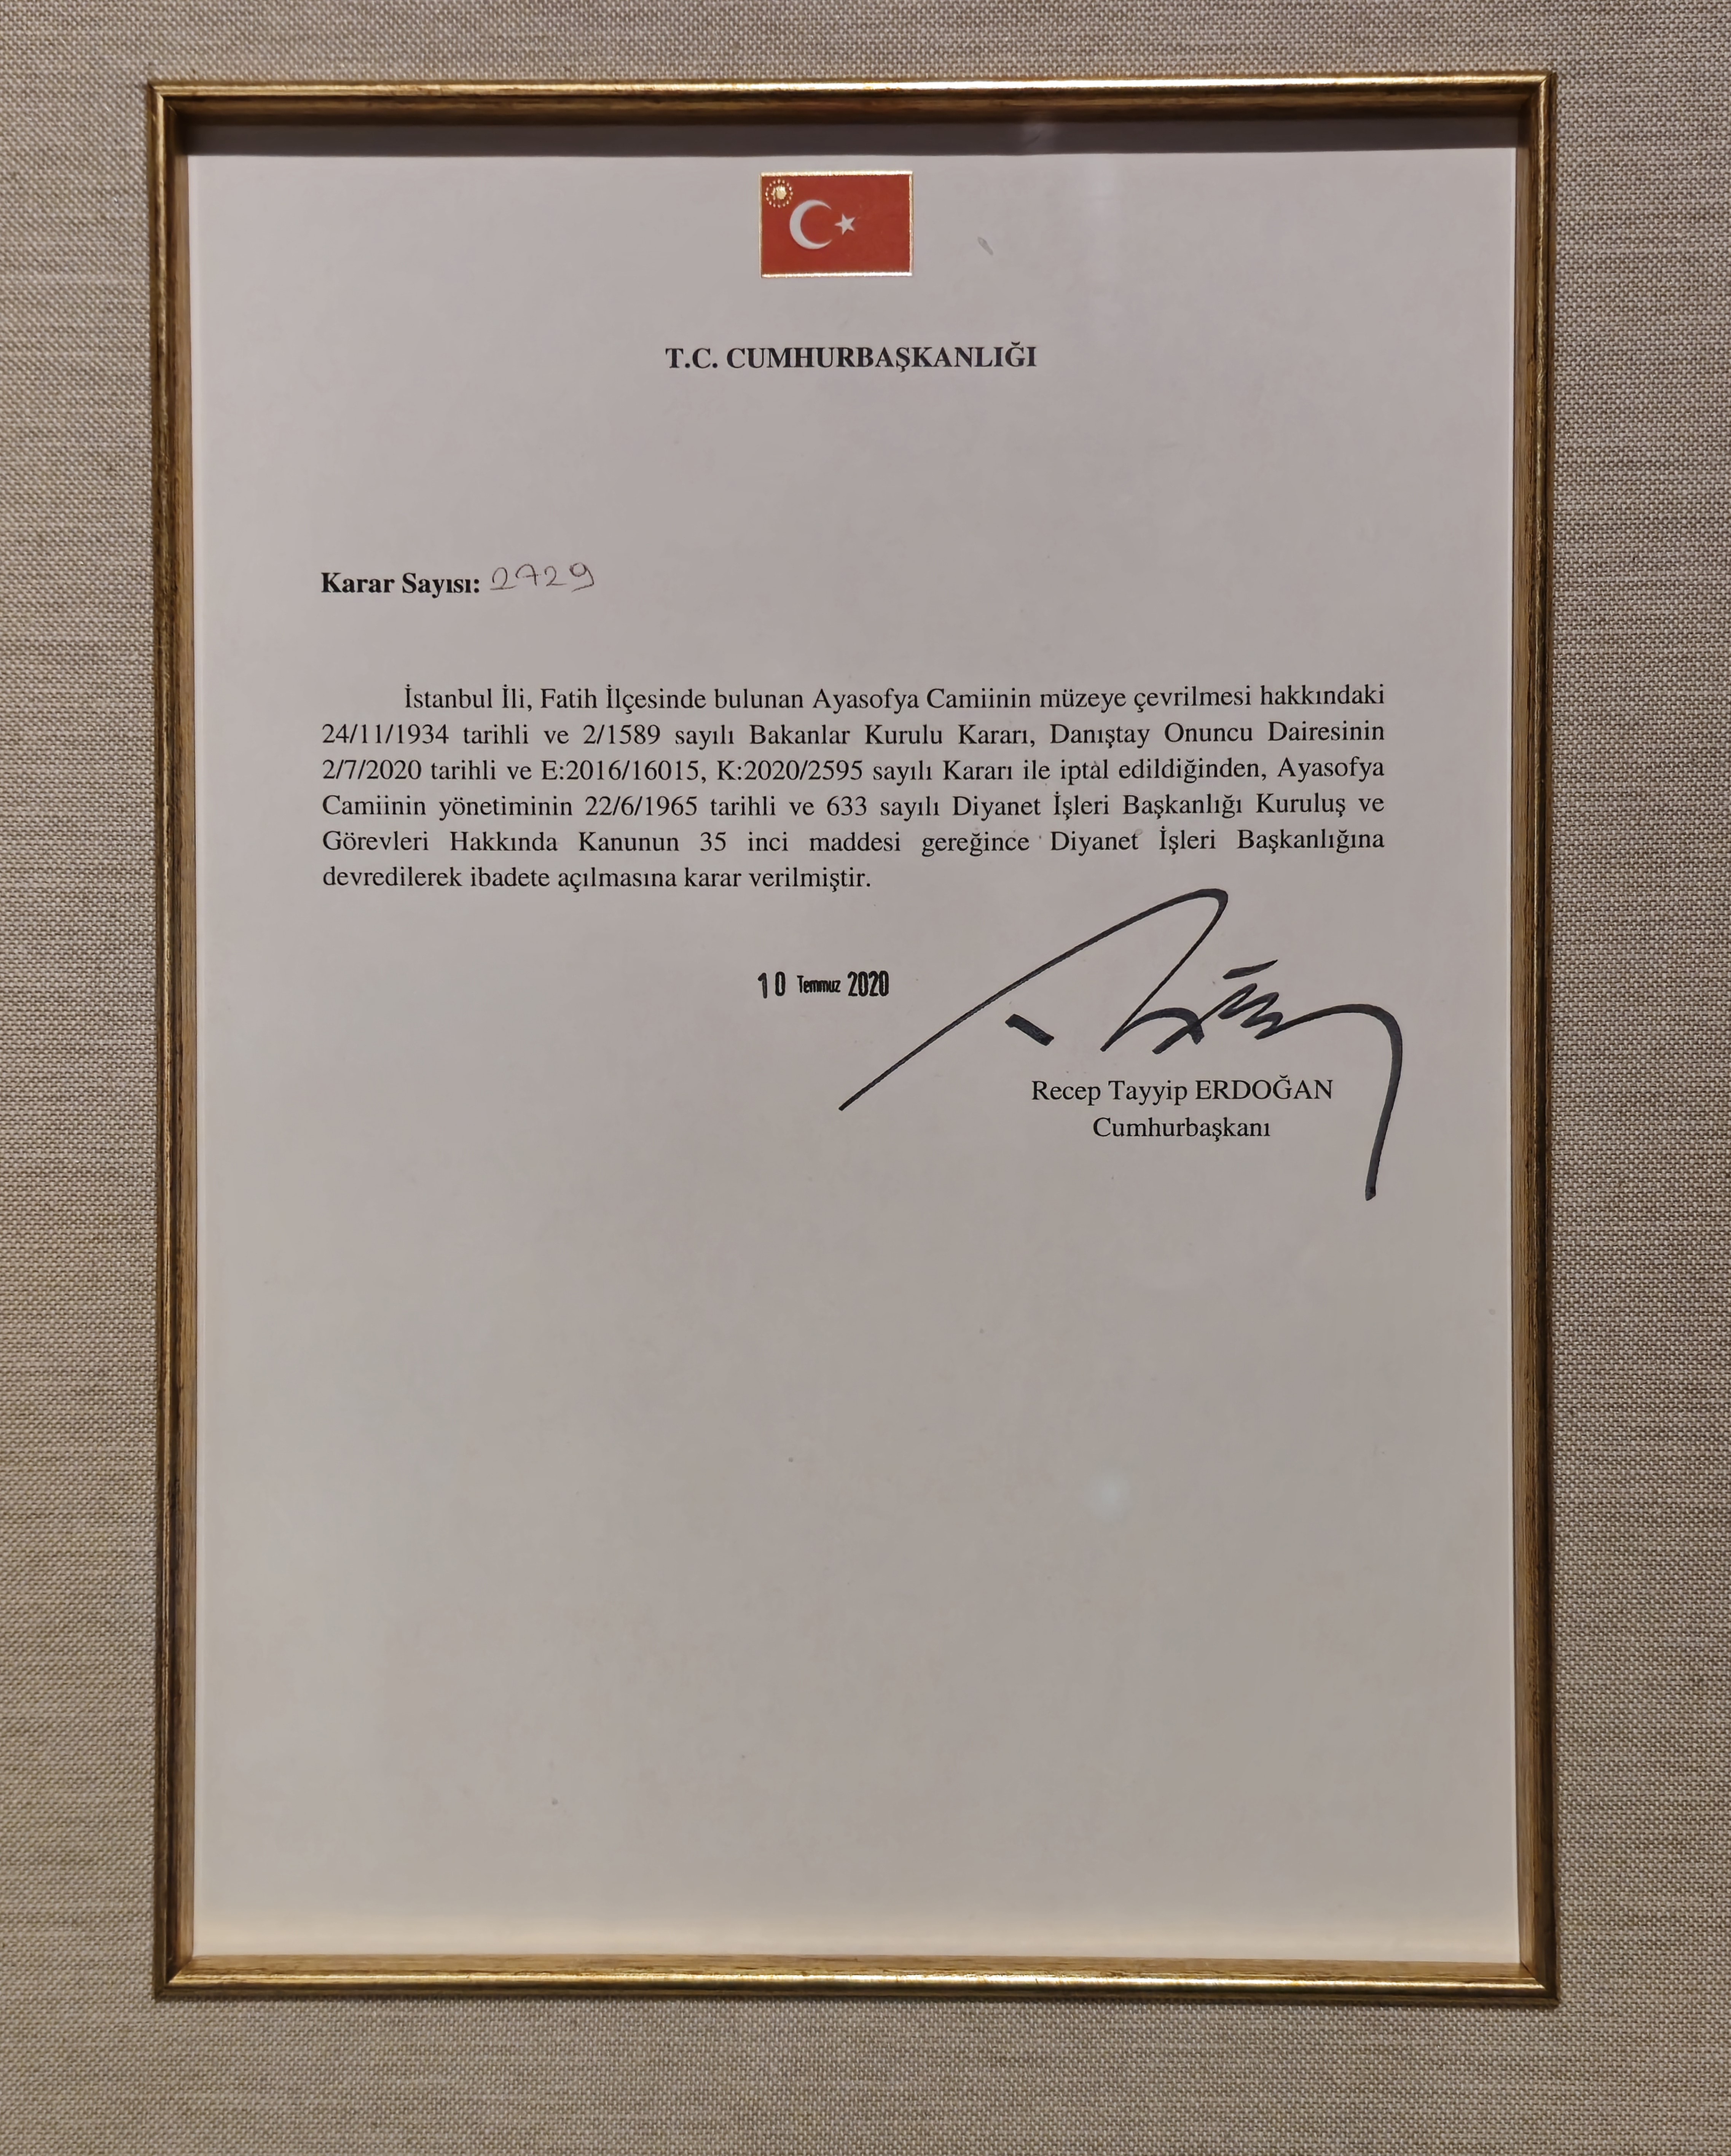 T.C. CUMHURBAŞKANLIĞI
Karar Sayısı: 2729
İstanbul İli, Fatih İlçesinde bulunan Ayasofya Camiinin müzeye çevrilmesi hakkındaki
24/11/1934 tarihli ve 2/1589 sayılı Bakanlar Kurulu Kararı, Danıştay Onuncu Dairesinin
2/7/2020 tarihli ve E:2016/16015, K:2020/2595 sayılı Kararı ile iptal edildiğinden, Ayasofya
Camiinin yönetiminin 22/6/1965 tarihli ve 633 sayılı Diyanet İşleri Başkanlığı Kuruluş ve
Görevleri Hakkında Kanunun 35 inci maddesi gereğince Diyanet İşleri Başkanlığına
devredilerek ibadete açılmasına karar verilmiştir.
10 Temmuz 2020
Recep Tayyip ERDOĞAN
Cumhurbaşkanı